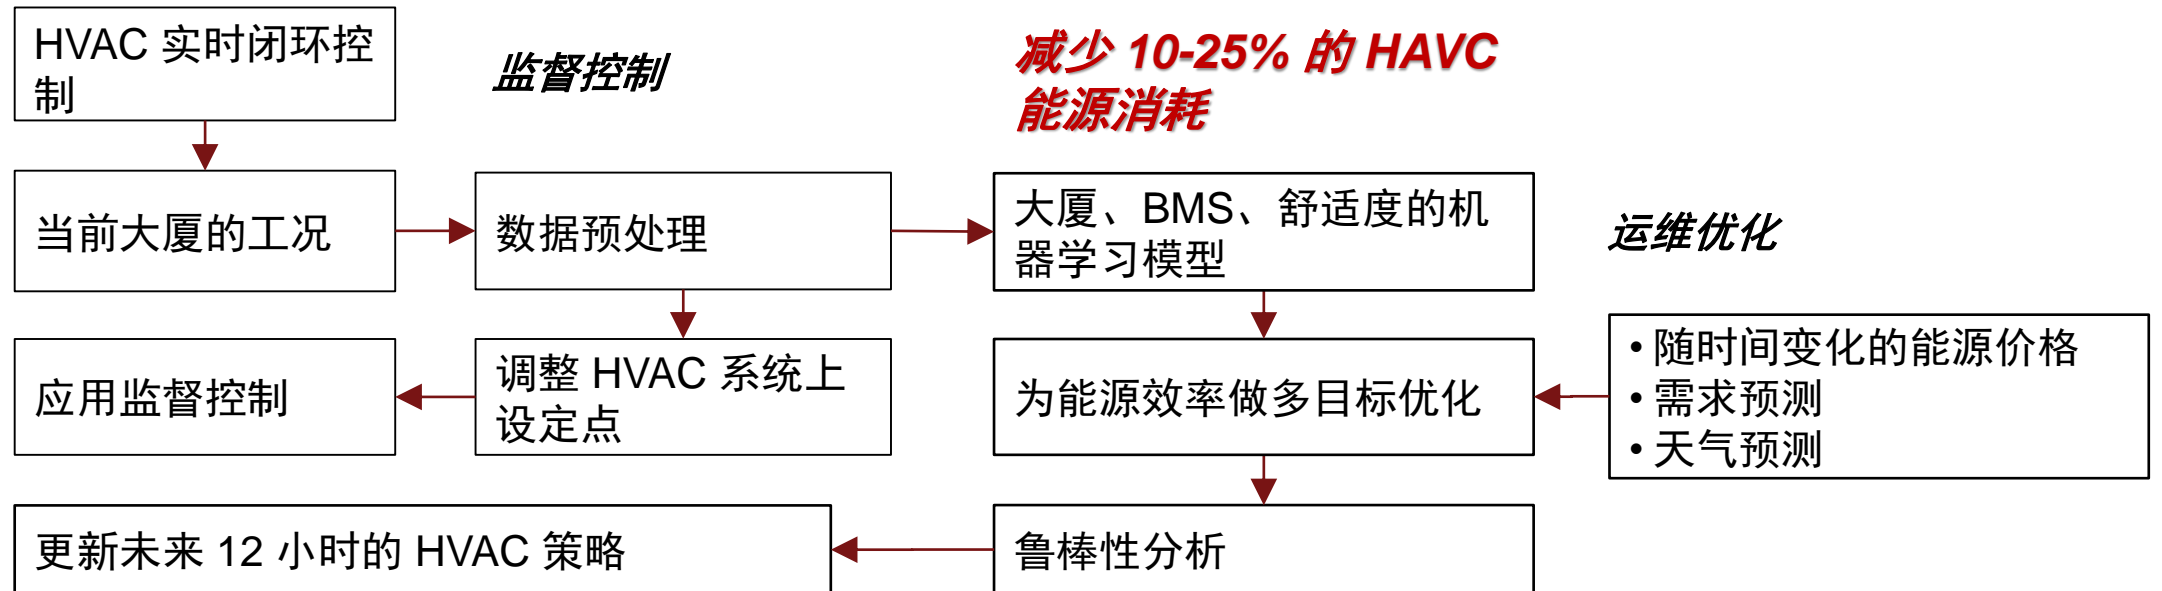 HVAC 实时闭环控
制
监督控制
减少 10-25% 的 HAVC
能源消耗
当前大厦的工况
数据预处理
大厦、BMS、舒适度的机
器学习模型
运维优化
应用监督控制
调整 HVAC 系统上
设定点
为能源效率做多目标优化
• 随时间变化的能源价格
• 需求预测
• 天气预测
更新未来 12 小时的 HVAC 策略
鲁棒性分析